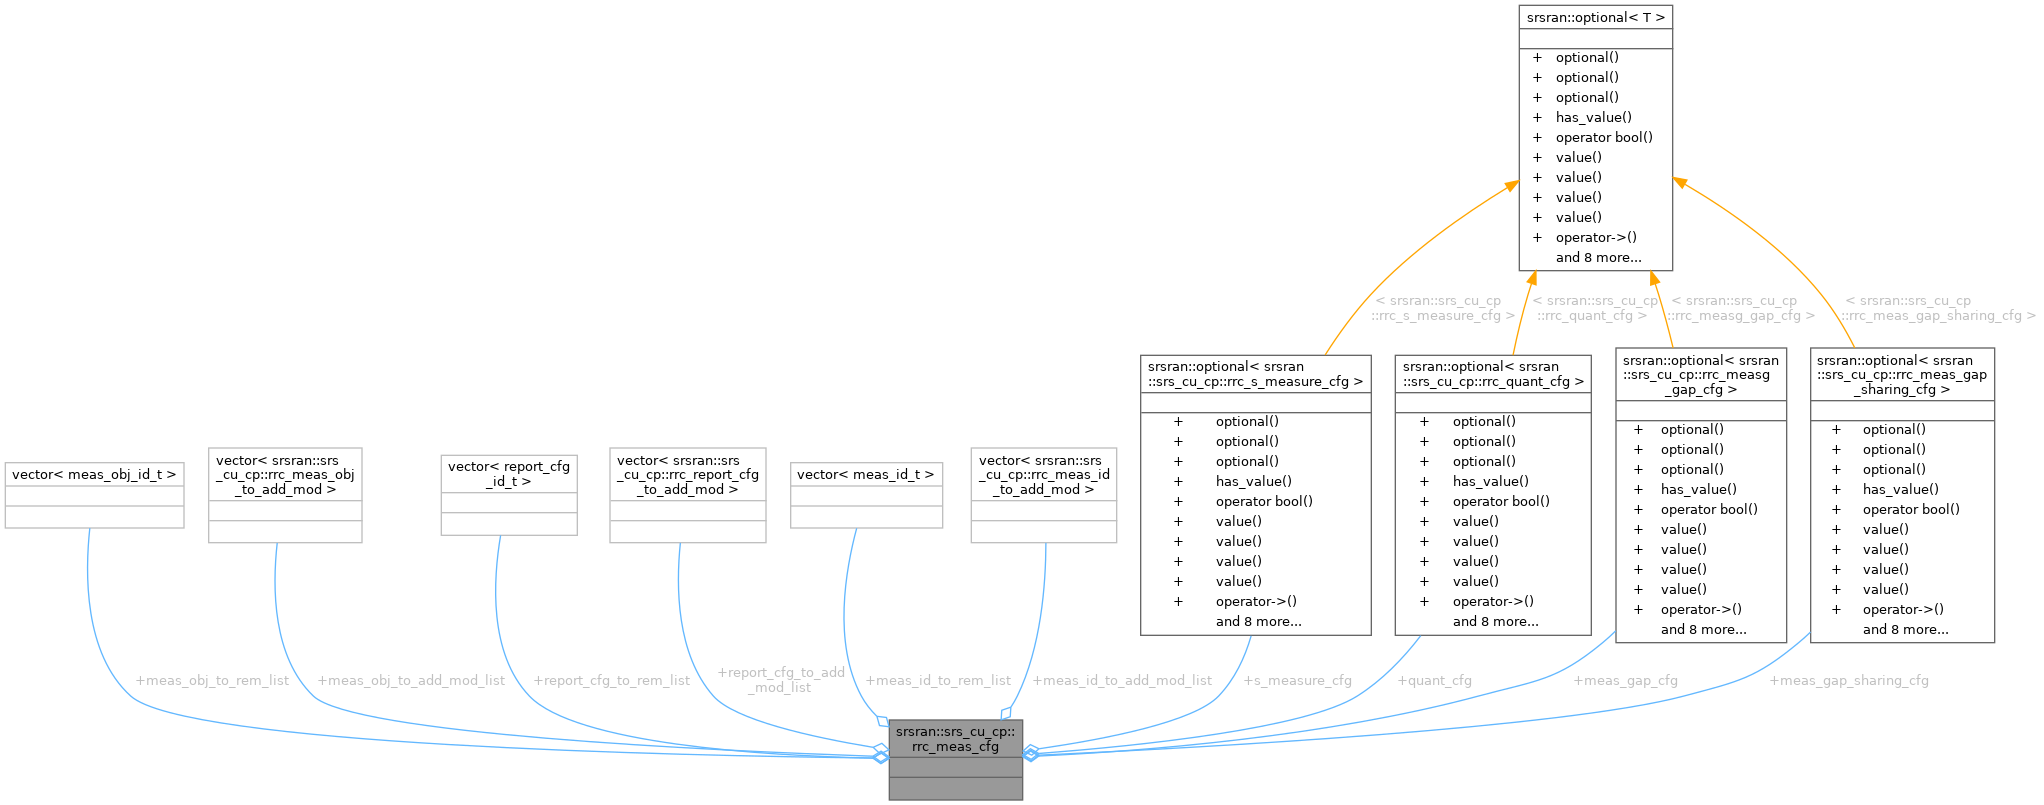 srsran::optional< T >
+ optional()
+ optional()
+ optional()
+ has_value()
+ operator bool()
+ value()
+ value()
+ value()
+ value()
+ operator->()
and 8 more...
< srsran::srs_cu_cp
::rrc_s_measure_cfg >
< srsran::srs_cu_cp
::rrc_quant_cfg >
< srsran::srs_cu_cp
::rrc_measg_gap_cfg >
< srsran::srs_cu_cp
::rrc_meas_gap_sharing_cfg >
vector< meas_obj_id_t >
vector< srsran::srs
_cu_cp::rrc_meas_obj
_to_add_mod >
vector< report_cfg
_id_t >
vector< srsran::srs
_cu_cp::rrc_report_cfg
_to_add_mod >
vector< meas_id_t >
vector< srsran::srs
_cu_cp::rrc_meas_id
_to_add_mod >
srsran::optional< srsran
::srs_cu_cp::rrc_s_measure_cfg >
+ optional()
+ optional()
+ optional()
+ has_value()
+ operator bool()
+ value()
+ value()
+ value()
+ value()
+ operator->()
and 8 more...
srsran::optional< srsran
::srs_cu_cp::rrc_quant_cfg >
+ optional()
+ optional()
+ optional()
+ has_value()
+ operator bool()
+ value()
+ value()
+ value()
+ value()
+ operator->()
and 8 more...
srsran::optional< srsran
::srs_cu_cp::rrc_measg
_gap_cfg >
+ optional()
+ optional()
+ optional()
+ has_value()
+ operator bool()
+ value()
+ value()
+ value()
+ value()
+ operator->()
and 8 more...
srsran::optional< srsran
::srs_cu_cp::rrc_meas_gap
_sharing_cfg >
+ optional()
+ optional()
+ optional()
+ has_value()
+ operator bool()
+ value()
+ value()
+ value()
+ value()
+ operator->()
and 8 more...
+meas_obj_to_rem_list
+meas_obj_to_add_mod_list
+report_cfg_to_rem_list
+report_cfg_to_add
_mod_list
+meas_id_to_rem_list
+meas_id_to_add_mod_list
+s_measure_cfg
+quant_cfg
+meas_gap_cfg
+meas_gap_sharing_cfg
srsran::srs_cu_cp::
rrc_meas_cfg